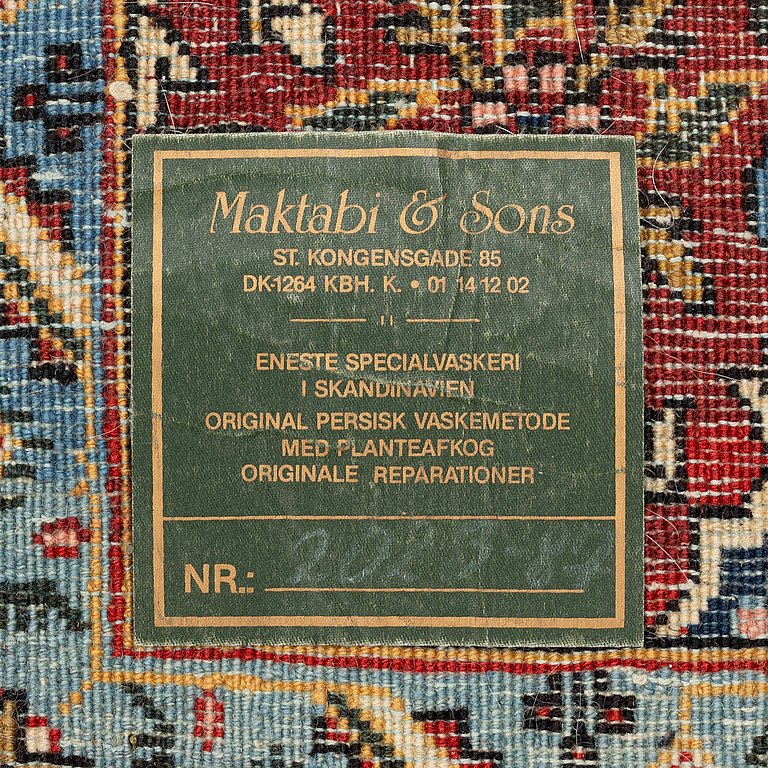 Maktabi & Sons
ST. KONGENSGADE 85
DK-1264 KBH. K. • 01 14 12 02
ENESTE SPECIALVASKERI
I SKANDINAVIEN
ORIGINAL PERSISK VASKEMETODE
MED PLANTEAFKOG
ORIGINALE REPARATIONER
NR.: